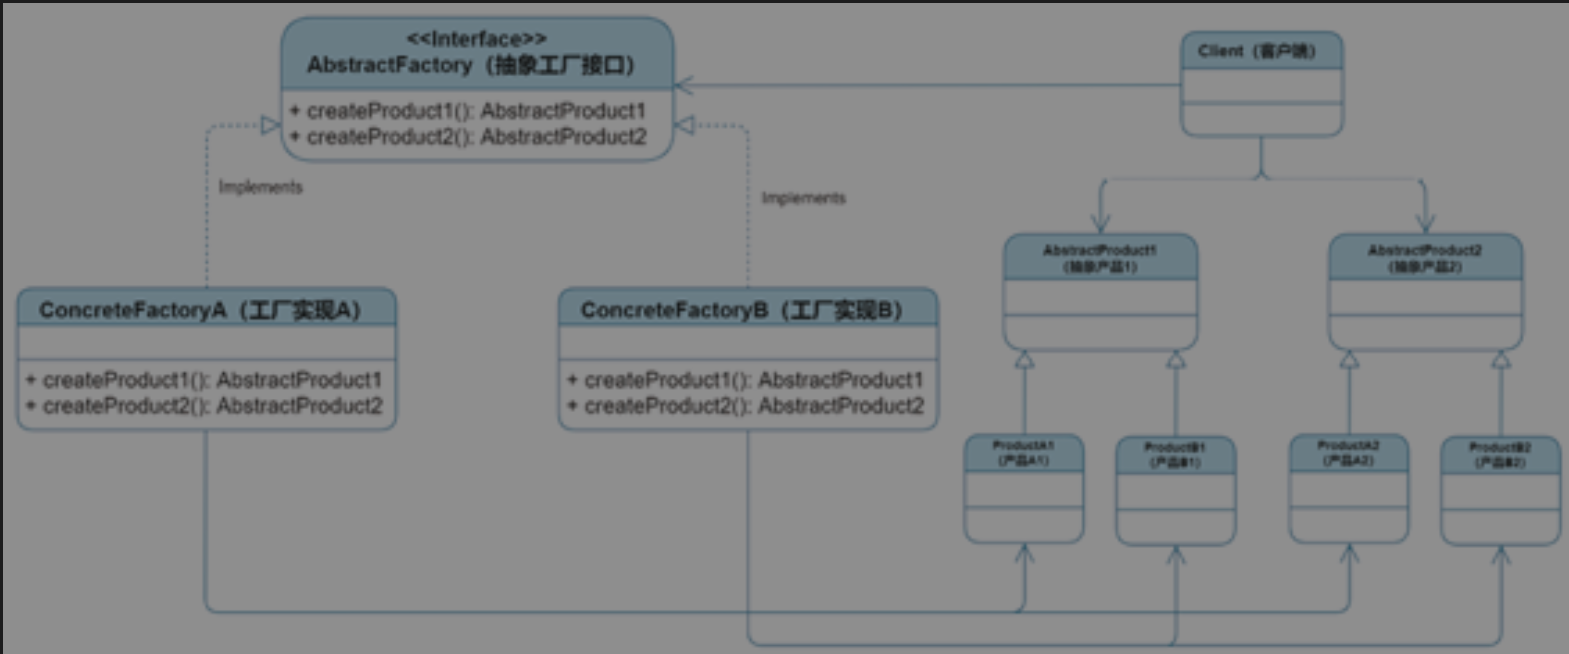 <<Interface>>
AbstractFactory（抽象工厂接口）
+ createProduct1(): AbstractProduct1
+ createProduct2(): AbstractProduct2
Client（客户端）
Implements
Implements
AbstractProduct1
（抽象产品1）
AbstractProduct2
（抽象产品2）
ConcreteFactoryA（工厂实现A）
+ createProduct1(): AbstractProduct1
+ createProduct2(): AbstractProduct2
ConcreteFactoryB（工厂实现B）
+ createProduct1(): AbstractProduct1
+ createProduct2(): AbstractProduct2
ProductA1
（产品A1）
ProductB1
（产品B1）
ProductA2
（产品A2）
ProductB2
（产品B2）